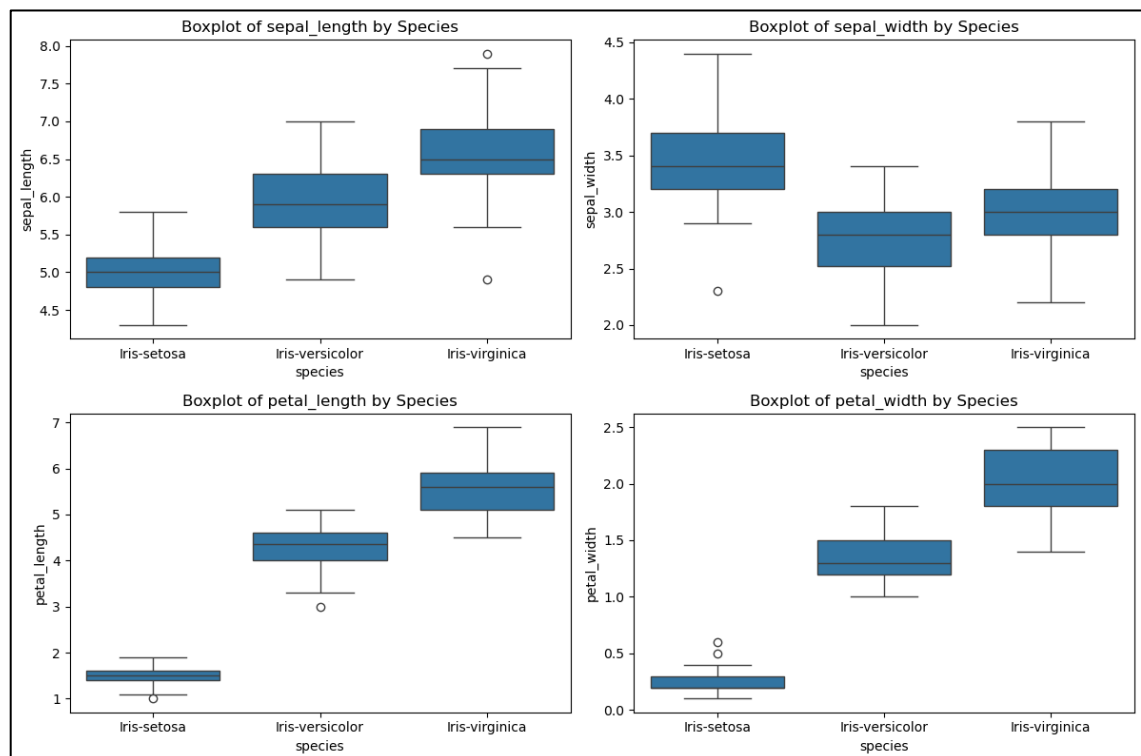 Boxplot of sepal_length by Species
8.0
7.5
7.0
6.5
6.0
5.5
5.0
4.5
sepal_length
Iris-setosa
Iris-versicolor
Iris-virginica
species
Boxplot of sepal_width by Species
4.5
4.0
3.5
3.0
2.5
2.0
sepal_width
Iris-setosa
Iris-versicolor
Iris-virginica
species
Boxplot of petal_length by Species
7
6
5
4
3
2
1
petal_length
Iris-setosa
Iris-versicolor
Iris-virginica
species
Boxplot of petal_width by Species
2.5
2.0
1.5
1.0
0.5
0.0
petal_width
Iris-setosa
Iris-versicolor
Iris-virginica
species